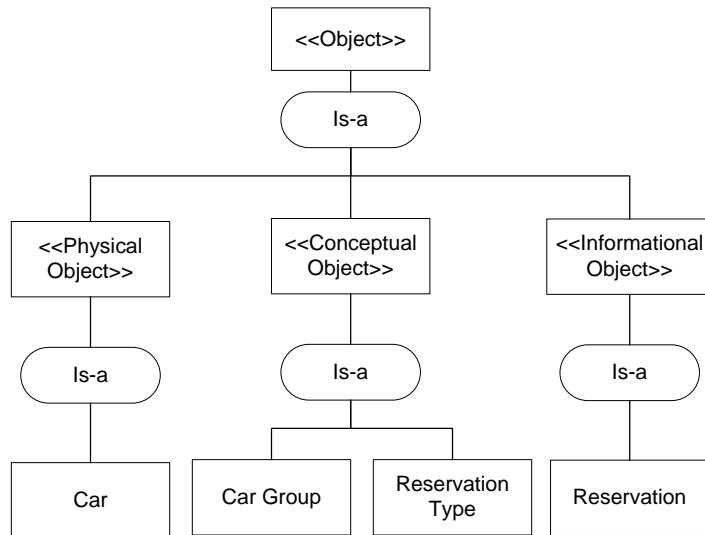 <<Object>>
Is-a
<<Physical
Object>>
<<Conceptual
Object>>
<<Informational
Object>>
Is-a
Is-a
Is-a
Car
Car Group
Reservation
Type
Reservation